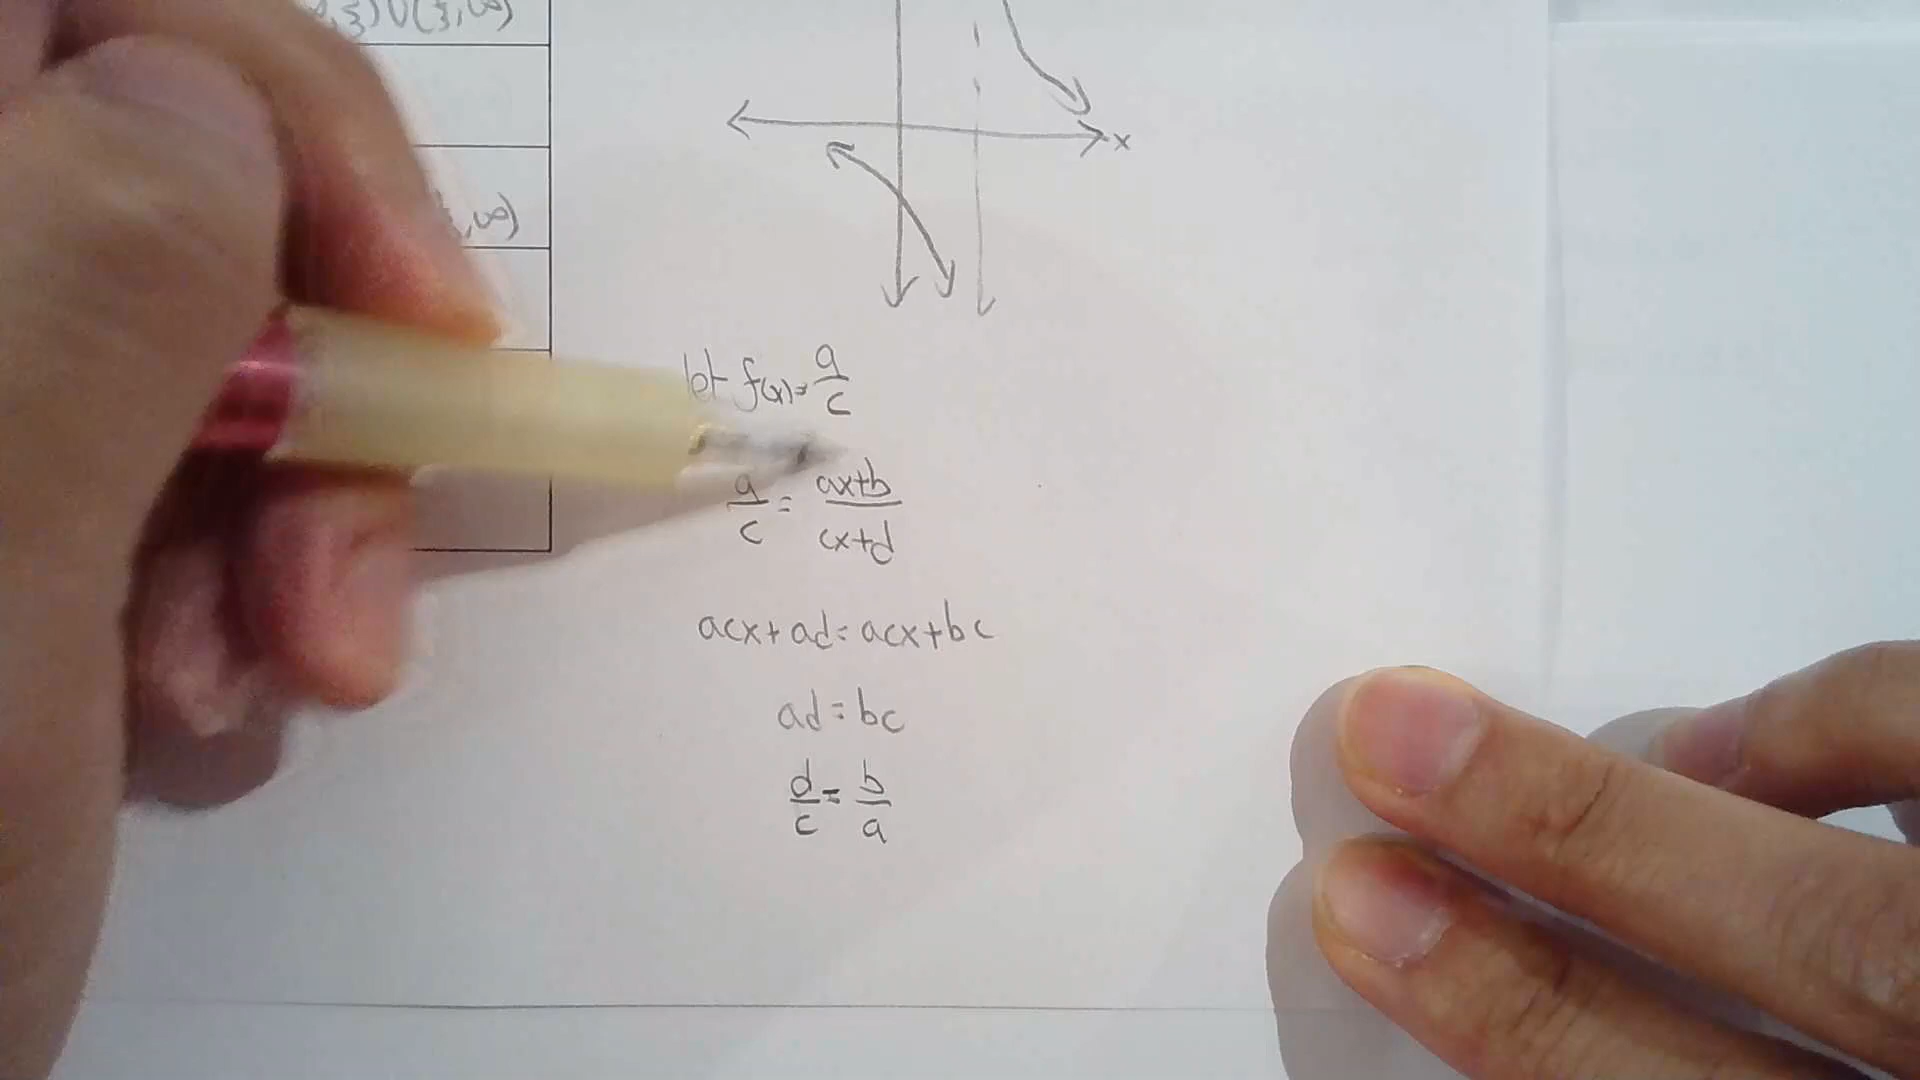 ,∞)
x
,∞)
let f(x)=a/c
a/c = ax+b/cx+d
acx+ad=acx+bc
ad=bc
d/c = b/a